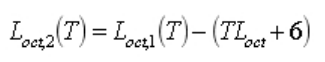 L_{oct,2}(T) = L_{oct,1}(T) − (TL_{oct} + 6)